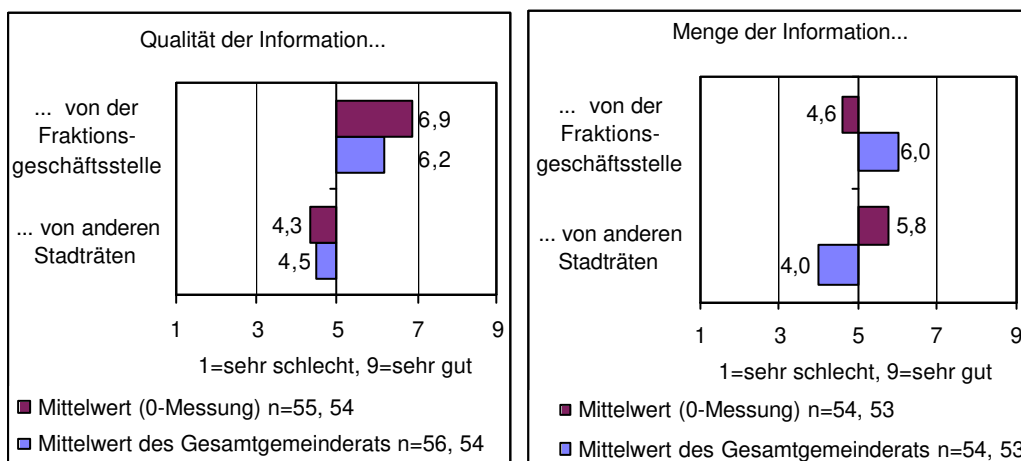 Qualität der Information...
... von der
Fraktions-
geschäftsstelle
6,9
6,2
... von anderen
Stadträten
4,3
4,5
1 3 5 7 9
1=sehr schlecht, 9=sehr gut
Mittelwert (0-Messung) n=55, 54
Mittelwert des Gesamtgemeinderats n=56, 54
Menge der Information...
... von der
Fraktions-
geschäftsstelle
4,6
6,0
... von anderen
Stadträten
5,8
4,0
1 3 5 7 9
1=sehr schlecht, 9=sehr gut
Mittelwert (0-Messung) n=54, 53
Mittelwert des Gesamtgemeinderats n=54, 53